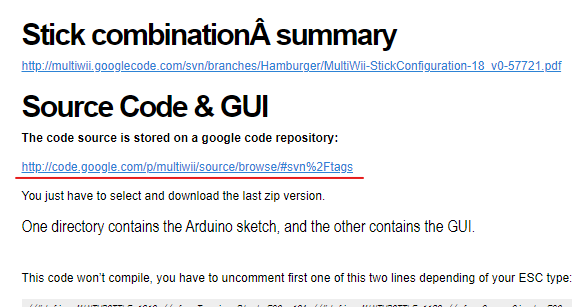 Stick combinationÂ summary
http://multiwii.googlecode.com/svn/branches/Hamburger/MultiWii-StickConfiguration-18_v0-57721.pdf
Source Code & GUI
The code source is stored on a google code repository:
http://code.google.com/p/multiwii/source/browse/#svn%2Ftags
You just have to select and download the last zip version.
One directory contains the Arduino sketch, and the other contains the GUI.
This code won’t compile, you have to uncomment first one of this two lines depending of your ESC type: